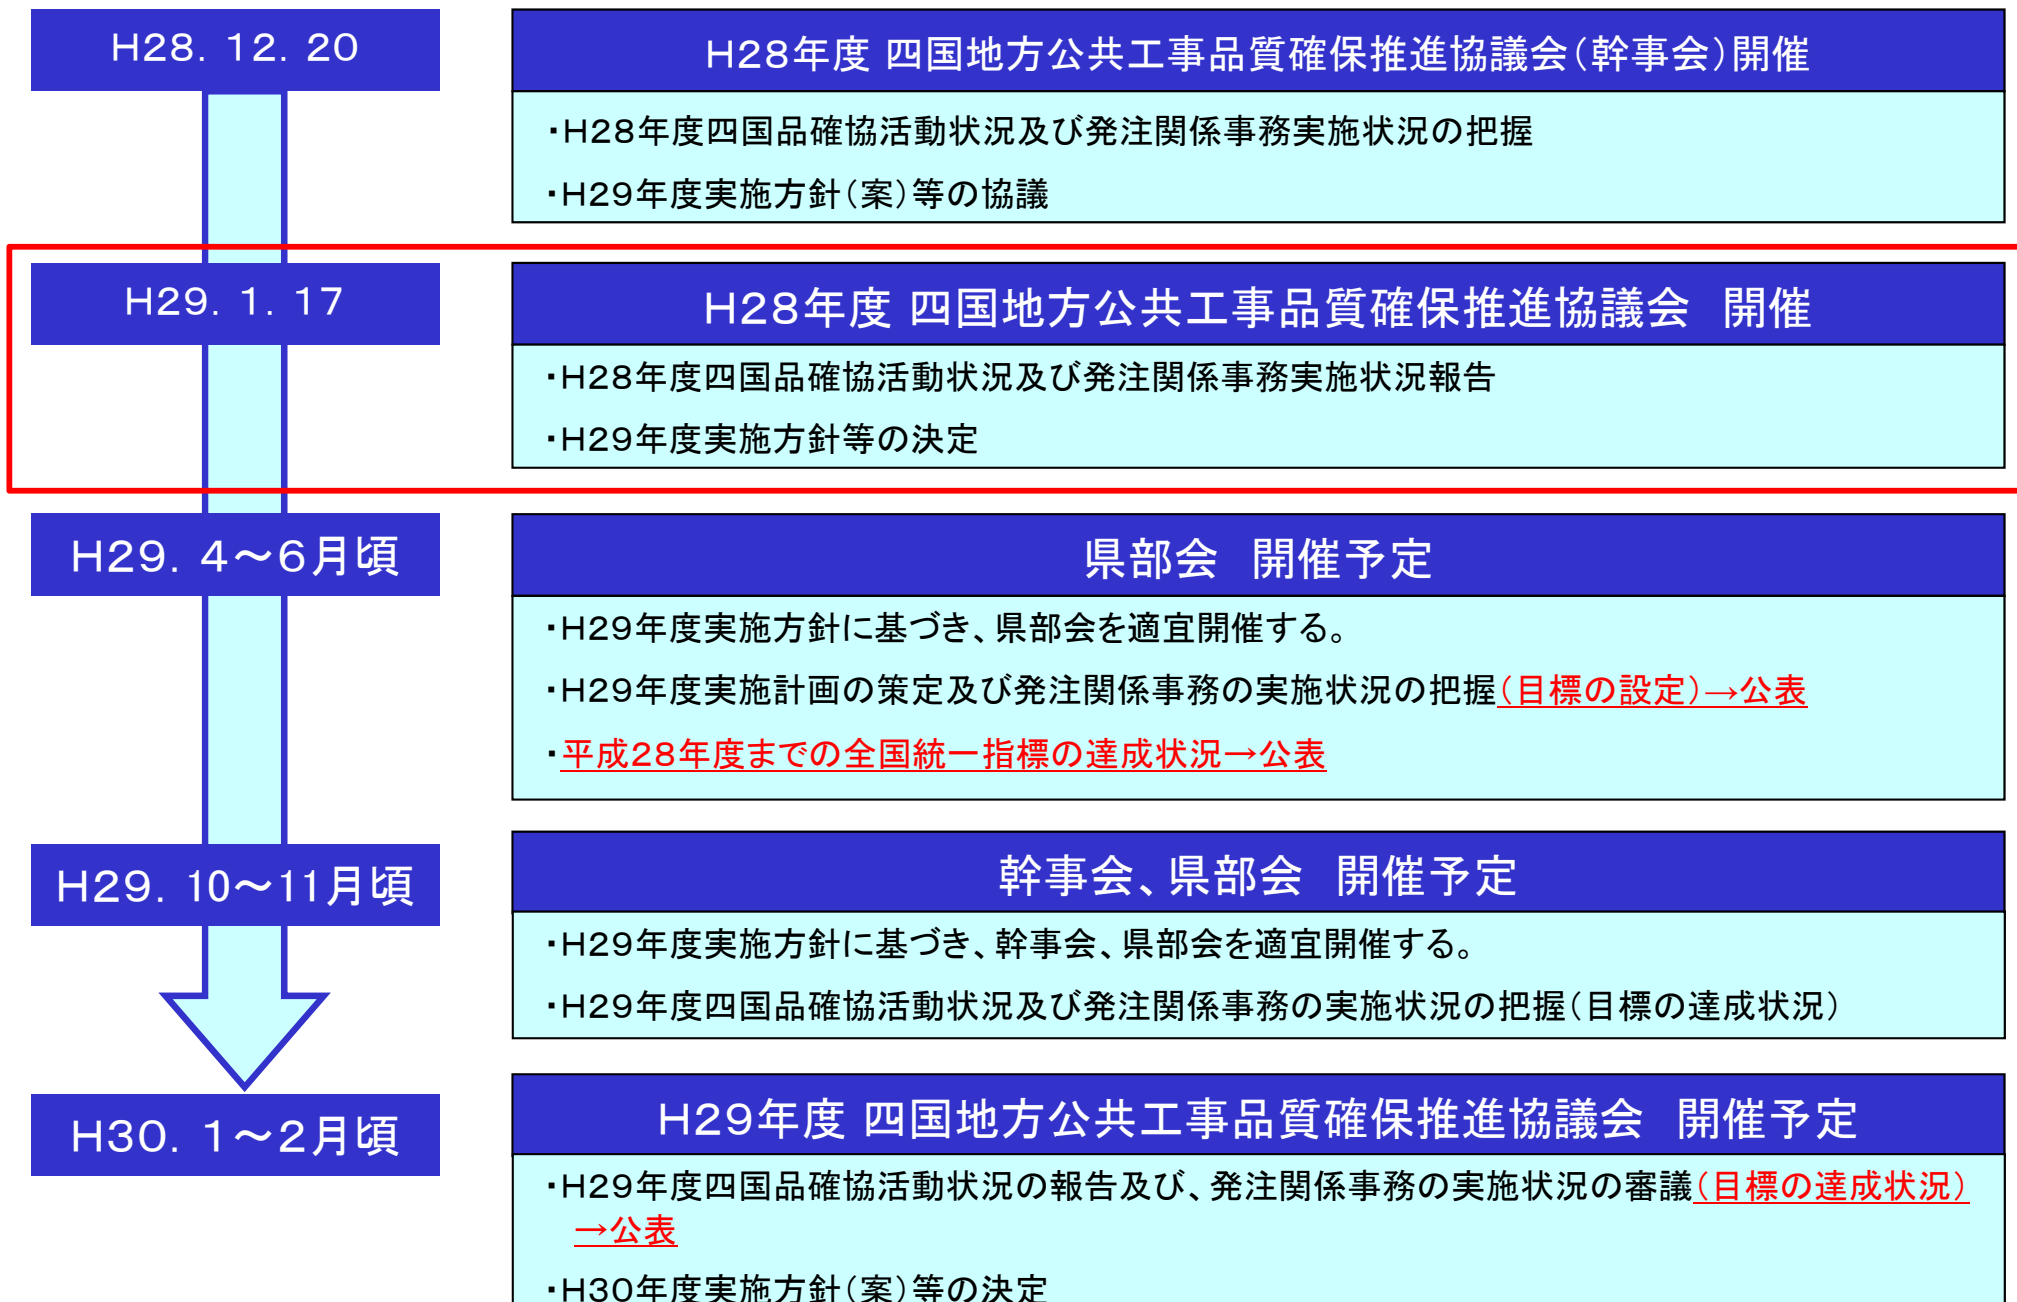 H28. 12. 20
H28年度 四国地方公共工事品質確保推進協議会（幹事会）開催
・H28年度四国品確協活動状況及び発注関係事務実施状況の把握
・H29年度実施方針（案）等の協議
H29. 1. 17
H28年度 四国地方公共工事品質確保推進協議会　開催
・H28年度四国品確協活動状況及び発注関係事務実施状況報告
・H29年度実施方針等の決定
H29. 4～6月頃
県部会　開催予定
・H29年度実施方針に基づき、県部会を適宜開催する。
・H29年度実施計画の策定及び発注関係事務の実施状況の把握（目標の設定）→公表
・平成28年度までの全国統一指標の達成状況→公表
H29. 10～11月頃
幹事会、県部会　開催予定
・H29年度実施方針に基づき、幹事会、県部会を適宜開催する。
・H29年度四国品確協活動状況及び発注関係事務の実施状況の把握（目標の達成状況）
H30. 1～2月頃
H29年度 四国地方公共工事品質確保推進協議会　開催予定
・H29年度四国品確協活動状況の報告及び、発注関係事務の実施状況の審議（目標の達成状況）
→公表
・H30年度実施方針（案）等の決定